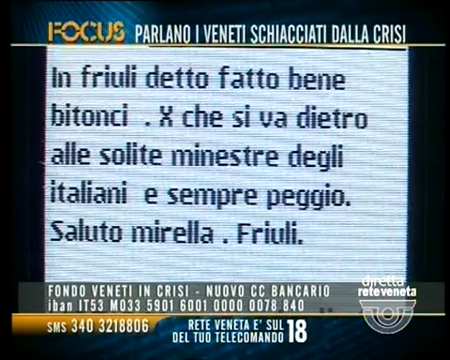 FOCUS PARLANO I VENETI SCHIACCIATI DALLA CRISI
In friuli detto fatto bene
bitonci . X che si va dietro
alle solite minestre degli
italiani e sempre peggio.
Saluto mirella . Friuli.
diretta
reteveneta
FONDO VENETI IN CRISI - NUOVO CC BANCARIO
iban IT53 M033 5901 6001 0000 0078 840
SMS 340 3218806
RETE VENETA E' SUL
DEL TUO TELECOMANDO 18